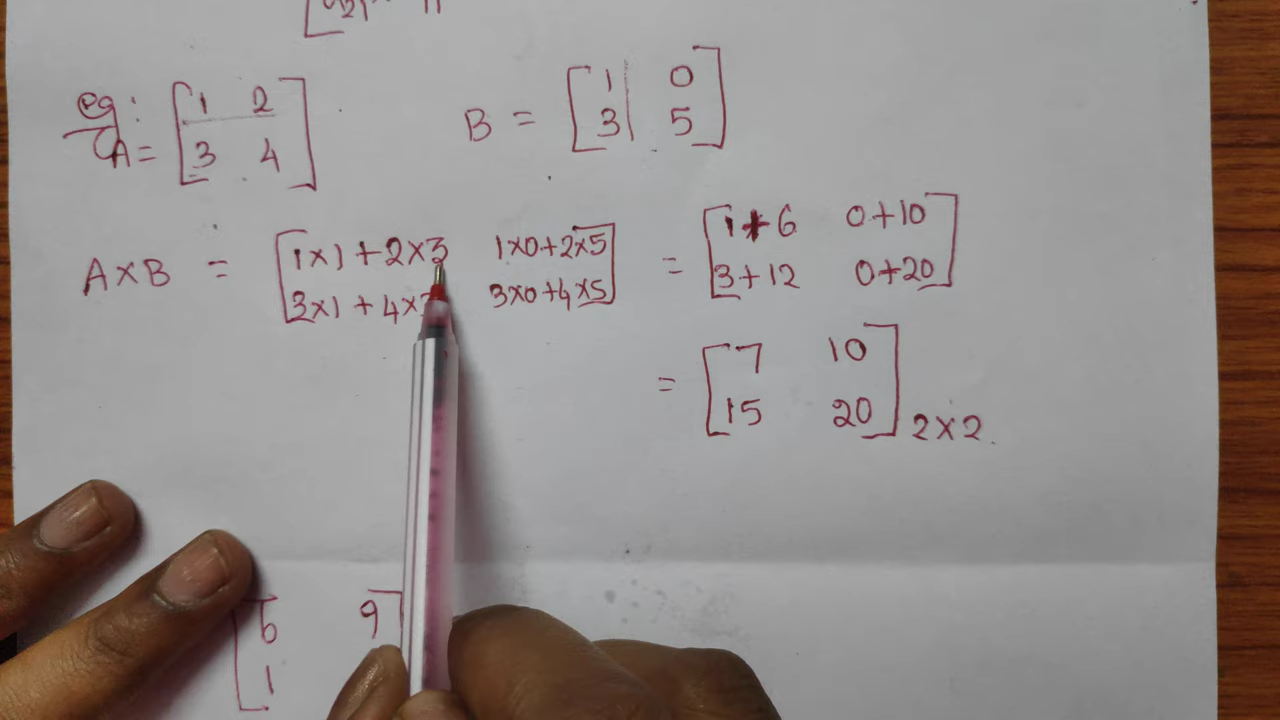 eg:
A = [1 2
3 4]
B = [1 0
3 5]
A×B = [1×1+2×3 1×0+2×5
3×1+4× 3×0+4×5]
= [1+6 0+10
3+12 0+20]
= [7 10
15 20] 2×2.
6 9
1